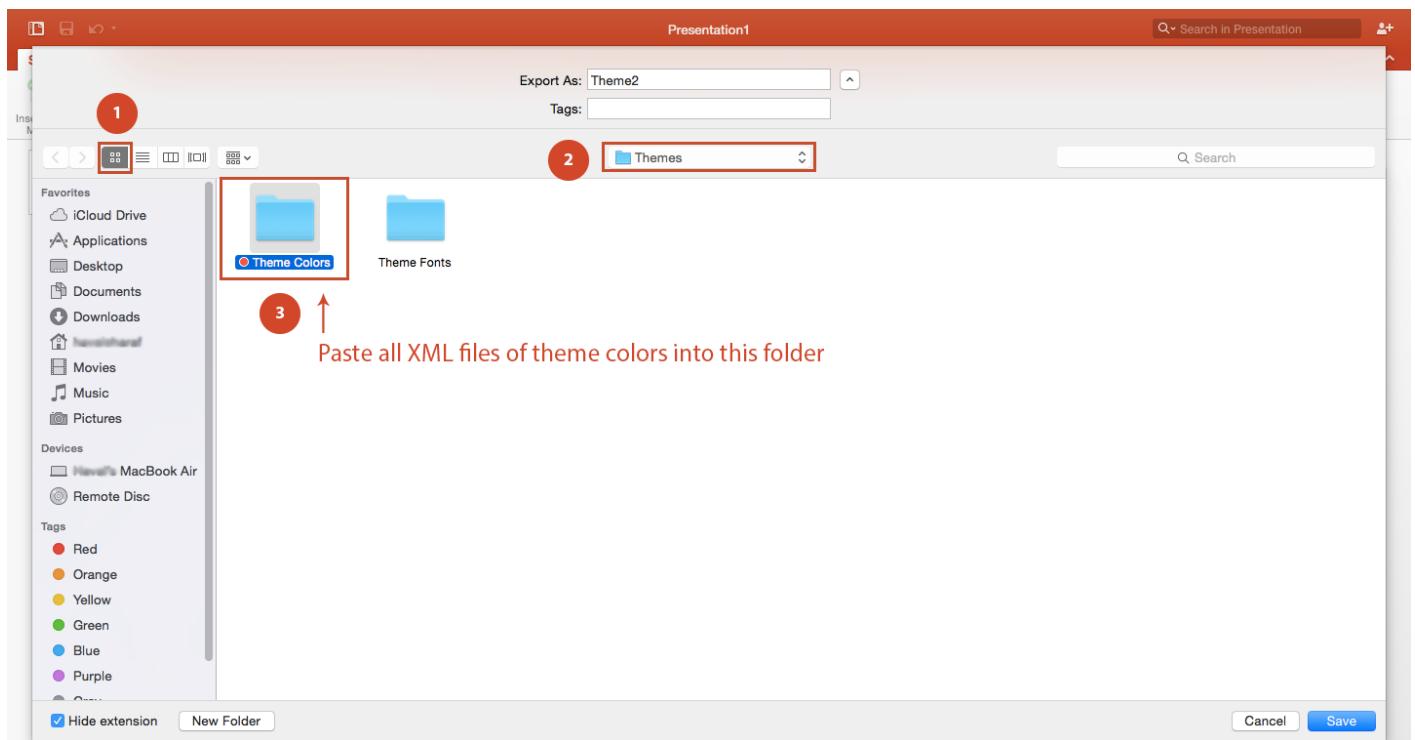 Presentation1
Search in Presentation
S
Inse
M
Export As: Theme2
Tags:
1
2
Themes
Search
Favorites
iCloud Drive
Applications
Desktop
Documents
Downloads
Movies
Music
Pictures
Devices
MacBook Air
Remote Disc
Tags
Red
Orange
Yellow
Green
Blue
Purple
Theme Colors
Theme Fonts
3
Paste all XML files of theme colors into this folder
Hide extension
New Folder
Cancel
Save